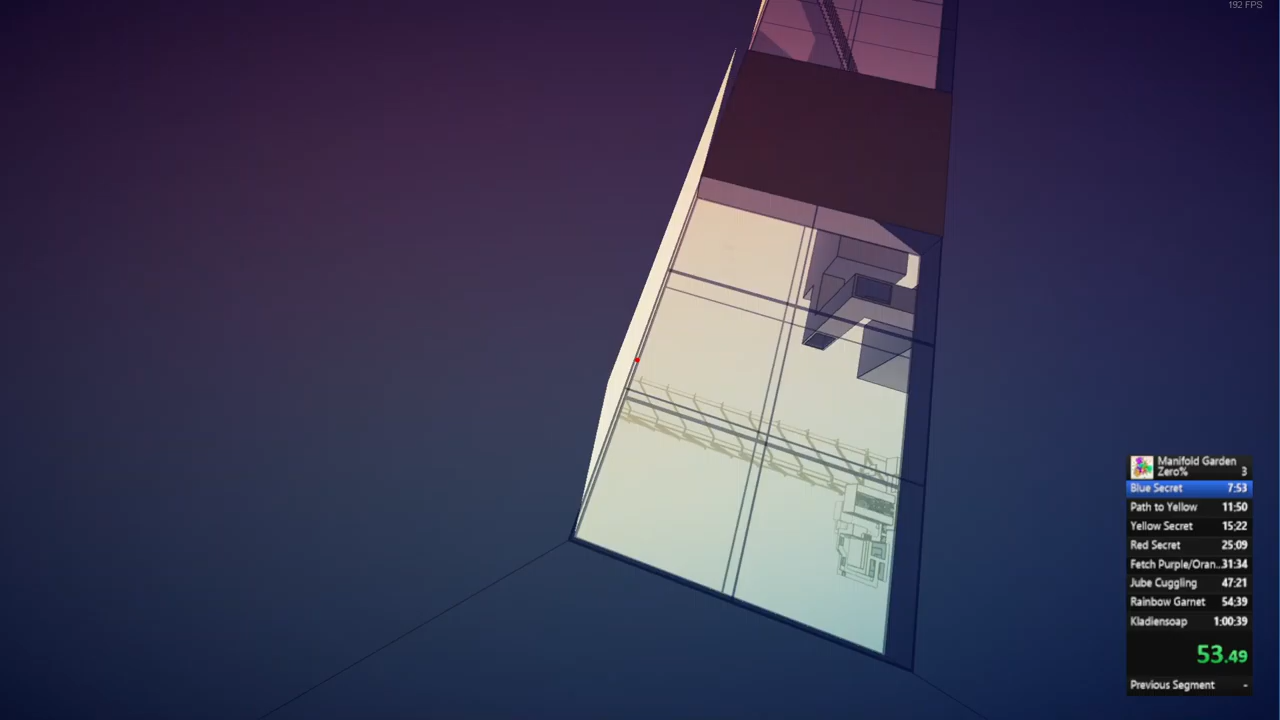 192 FPS
Manifold Garden
Zero% 3
Blue Secret 7:53
Path to Yellow 11:50
Yellow Secret 15:22
Red Secret 25:09
Fetch Purple/Oran... 31:34
Jube Cuggling 47:21
Rainbow Garnet 54:39
Kladiensoap 1:00:39
53.49
Previous Segment -